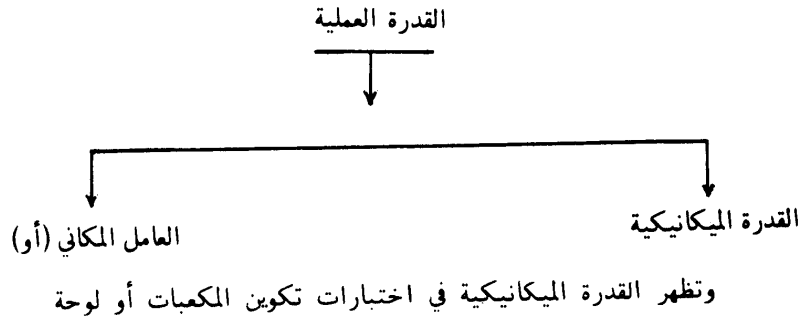 القدرة العملية
القدرة الميكانيكية
العامل المكاني (أو)
وتظهر القدرة الميكانيكية في اختبارات تكوين المكعبات أو لوحة